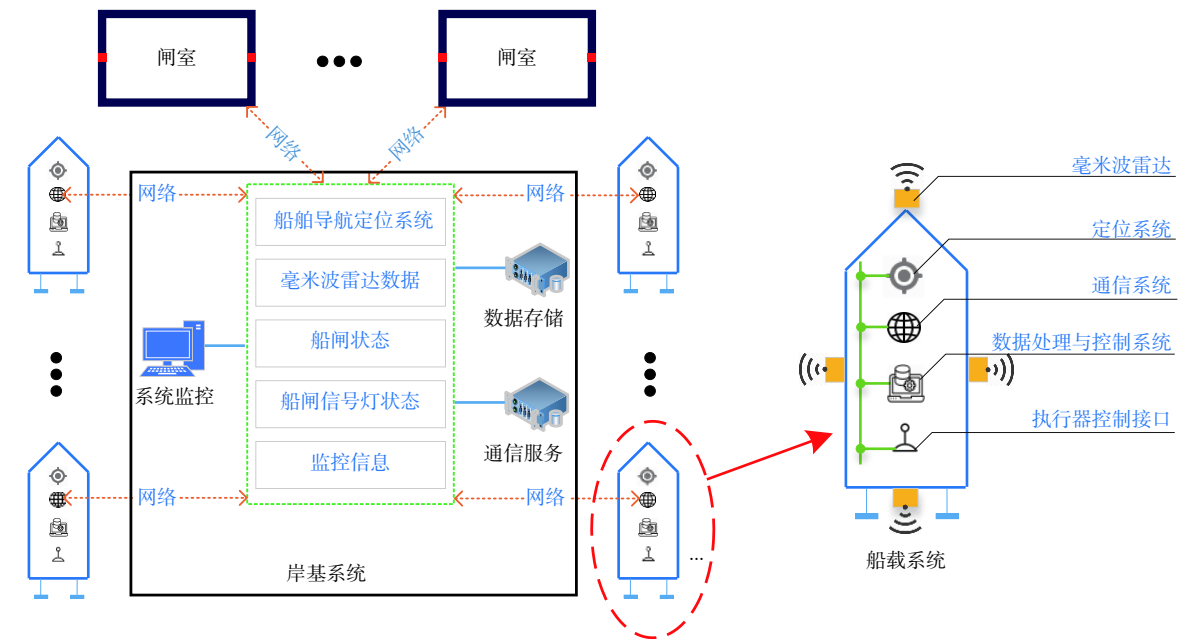 闸室
闸室
网络
网络
网络
网络
船舶导航定位系统
毫米波雷达数据
船闸状态
船闸信号灯状态
监控信息
数据存储
通信服务
系统监控
网络
网络
岸基系统
...
毫米波雷达
定位系统
通信系统
数据处理与控制系统
执行器控制接口
船载系统